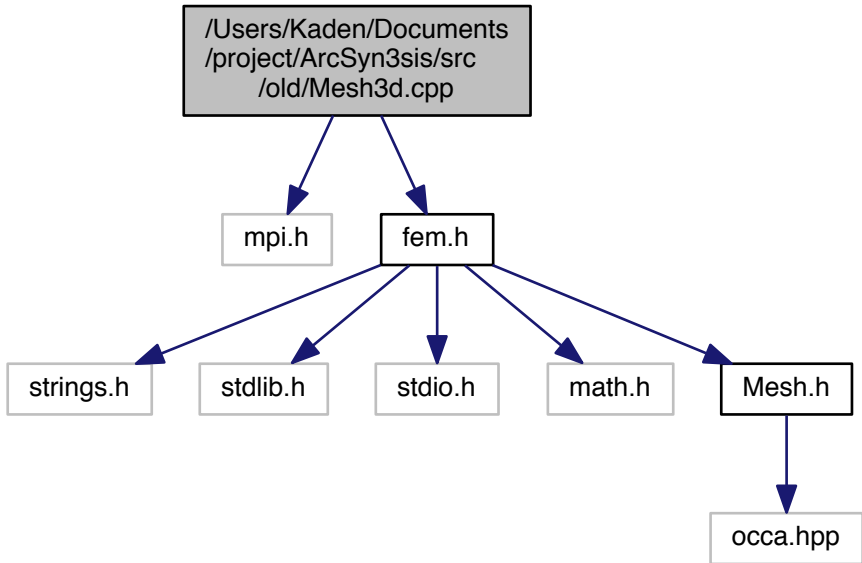 /Users/Kaden/Documents
/project/ArcSyn3sis/src
/old/Mesh3d.cpp
mpi.h
fem.h
strings.h
stdlib.h
stdio.h
math.h
Mesh.h
occa.hpp